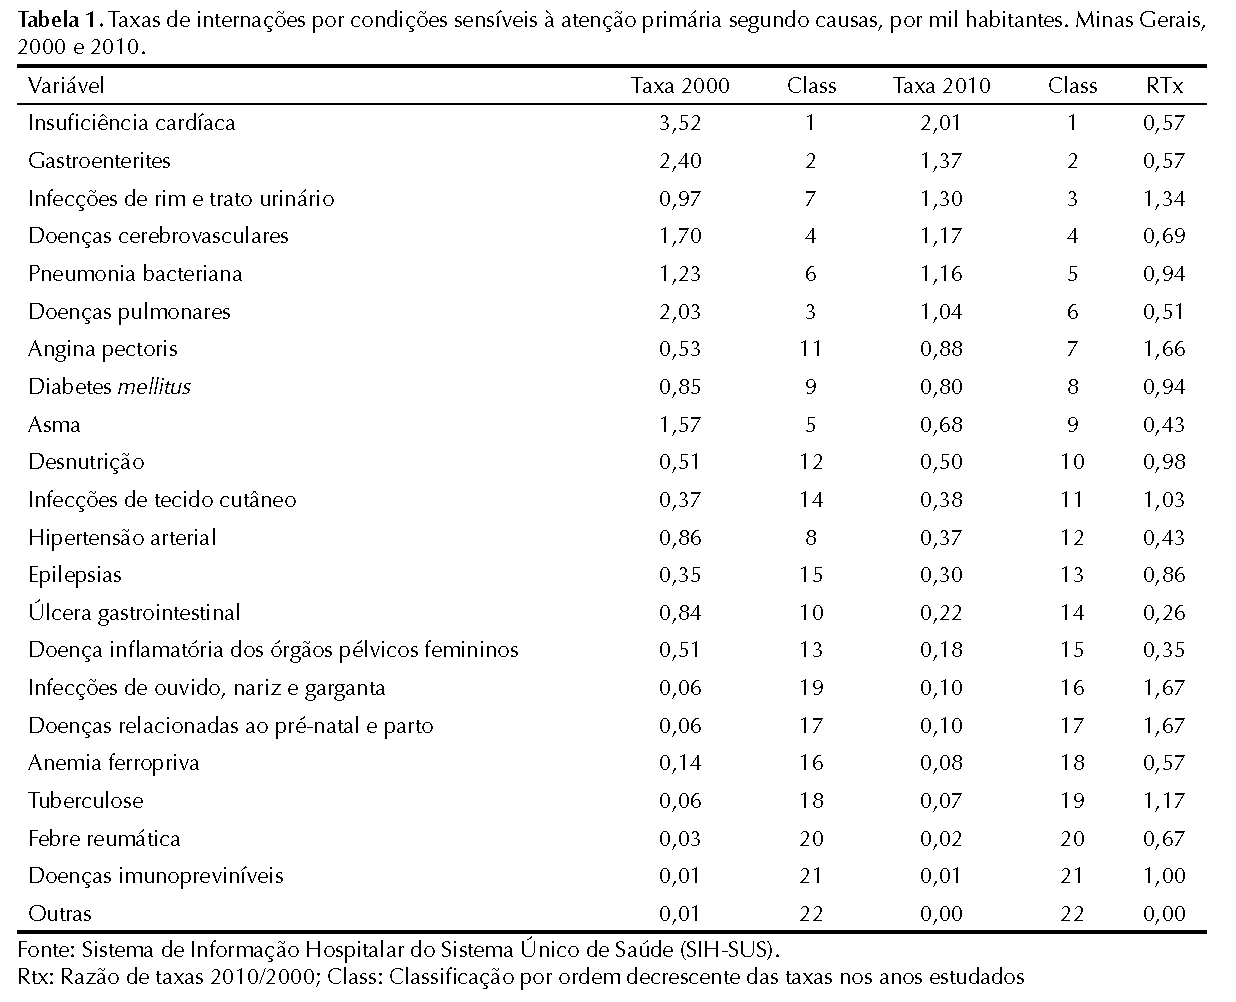 Tabela 1. Taxas de internações por condições sensíveis à atenção primária segundo causas, por mil habitantes. Minas Gerais,
2000 e 2010.
Variável Taxa 2000 Class Taxa 2010 Class RTx
Insuficiência cardíaca 3,52 1 2,01 1 0,57
Gastroenterites 2,40 2 1,37 2 0,57
Infecções de rim e trato urinário 0,97 7 1,30 3 1,34
Doenças cerebrovasculares 1,70 4 1,17 4 0,69
Pneumonia bacteriana 1,23 6 1,16 5 0,94
Doenças pulmonares 2,03 3 1,04 6 0,51
Angina pectoris 0,53 11 0,88 7 1,66
Diabetes mellitus 0,85 9 0,80 8 0,94
Asma 1,57 5 0,68 9 0,43
Desnutrição 0,51 12 0,50 10 0,98
Infecções de tecido cutâneo 0,37 14 0,38 11 1,03
Hipertensão arterial 0,86 8 0,37 12 0,43
Epilepsias 0,35 15 0,30 13 0,86
Úlcera gastrointestinal 0,84 10 0,22 14 0,26
Doença inflamatória dos órgãos pélvicos femininos 0,51 13 0,18 15 0,35
Infecções de ouvido, nariz e garganta 0,06 19 0,10 16 1,67
Doenças relacionadas ao pré-natal e parto 0,06 17 0,10 17 1,67
Anemia ferropriva 0,14 16 0,08 18 0,57
Tuberculose 0,06 18 0,07 19 1,17
Febre reumática 0,03 20 0,02 20 0,67
Doenças imunopreviníveis 0,01 21 0,01 21 1,00
Outras 0,01 22 0,00 22 0,00
Fonte: Sistema de Informação Hospitalar do Sistema Único de Saúde (SIH-SUS).
Rtx: Razão de taxas 2010/2000; Class: Classificação por ordem decrescente das taxas nos anos estudados